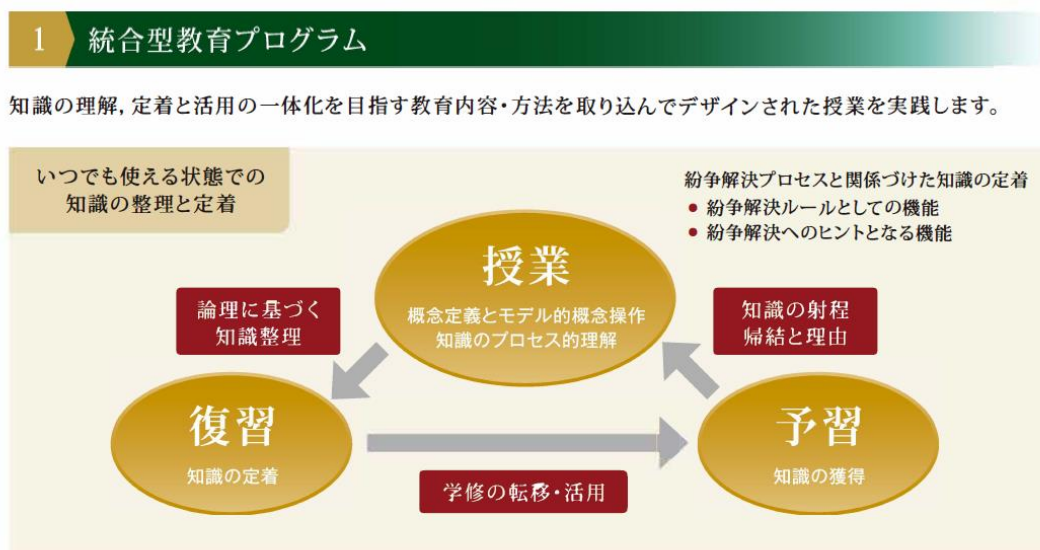 1 統合型教育プログラム
知識の理解,定着と活用の一体化を目指す教育内容・方法を取り込んでデザインされた授業を実践します。
いつでも使える状態での
知識の整理と定着
紛争解決プロセスと関係づけた知識の定着
● 紛争解決ルールとしての機能
● 紛争解決へのヒントとなる機能
授業
概念定義とモデル的概念操作
知識のプロセス的理解
論理に基づく
知識整理
知識の射程
帰結と理由
復習
知識の定着
予習
知識の獲得
学修の転移・活用